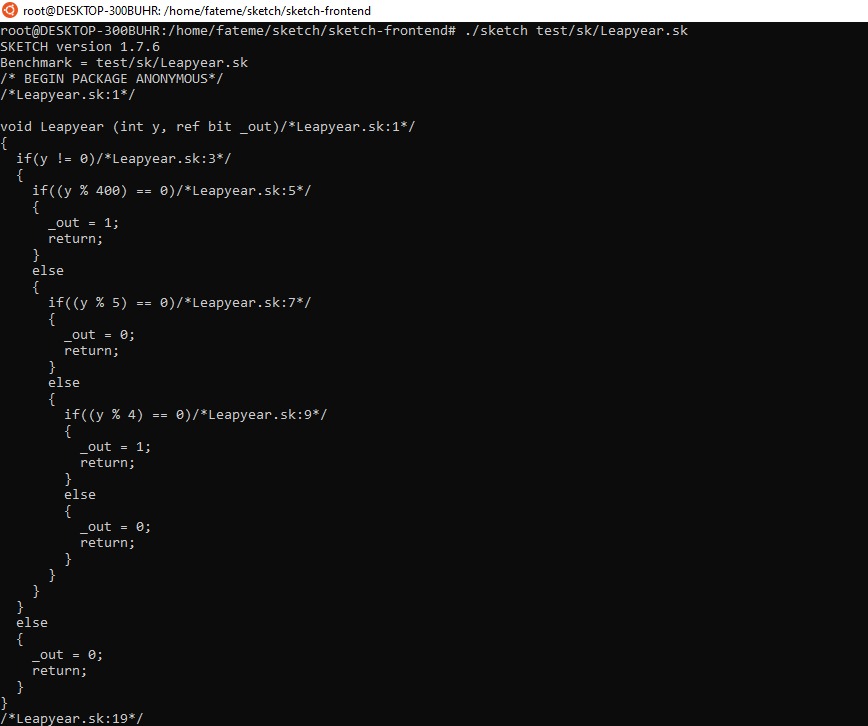 root@DESKTOP-300BUHR: /home/fateme/sketch/sketch-frontend
root@DESKTOP-300BUHR:/home/fateme/sketch/sketch-frontend# ./sketch test/sk/Leapyear.sk
SKETCH version 1.7.6
Benchmark = test/sk/Leapyear.sk
/* BEGIN PACKAGE ANONYMOUS*/
/*Leapyear.sk:1*/

void Leapyear (int y, ref bit _out)/*Leapyear.sk:1*/
{
  if(y != 0)/*Leapyear.sk:3*/
  {
    if((y % 400) == 0)/*Leapyear.sk:5*/
    {
      _out = 1;
      return;
    }
    else
    {
      if((y % 5) == 0)/*Leapyear.sk:7*/
      {
        _out = 0;
        return;
      }
      else
      {
        if((y % 4) == 0)/*Leapyear.sk:9*/
        {
          _out = 1;
          return;
        }
        else
        {
          _out = 0;
          return;
        }
      }
    }
  }
  else
  {
    _out = 0;
    return;
  }
}
/*Leapyear.sk:19*/